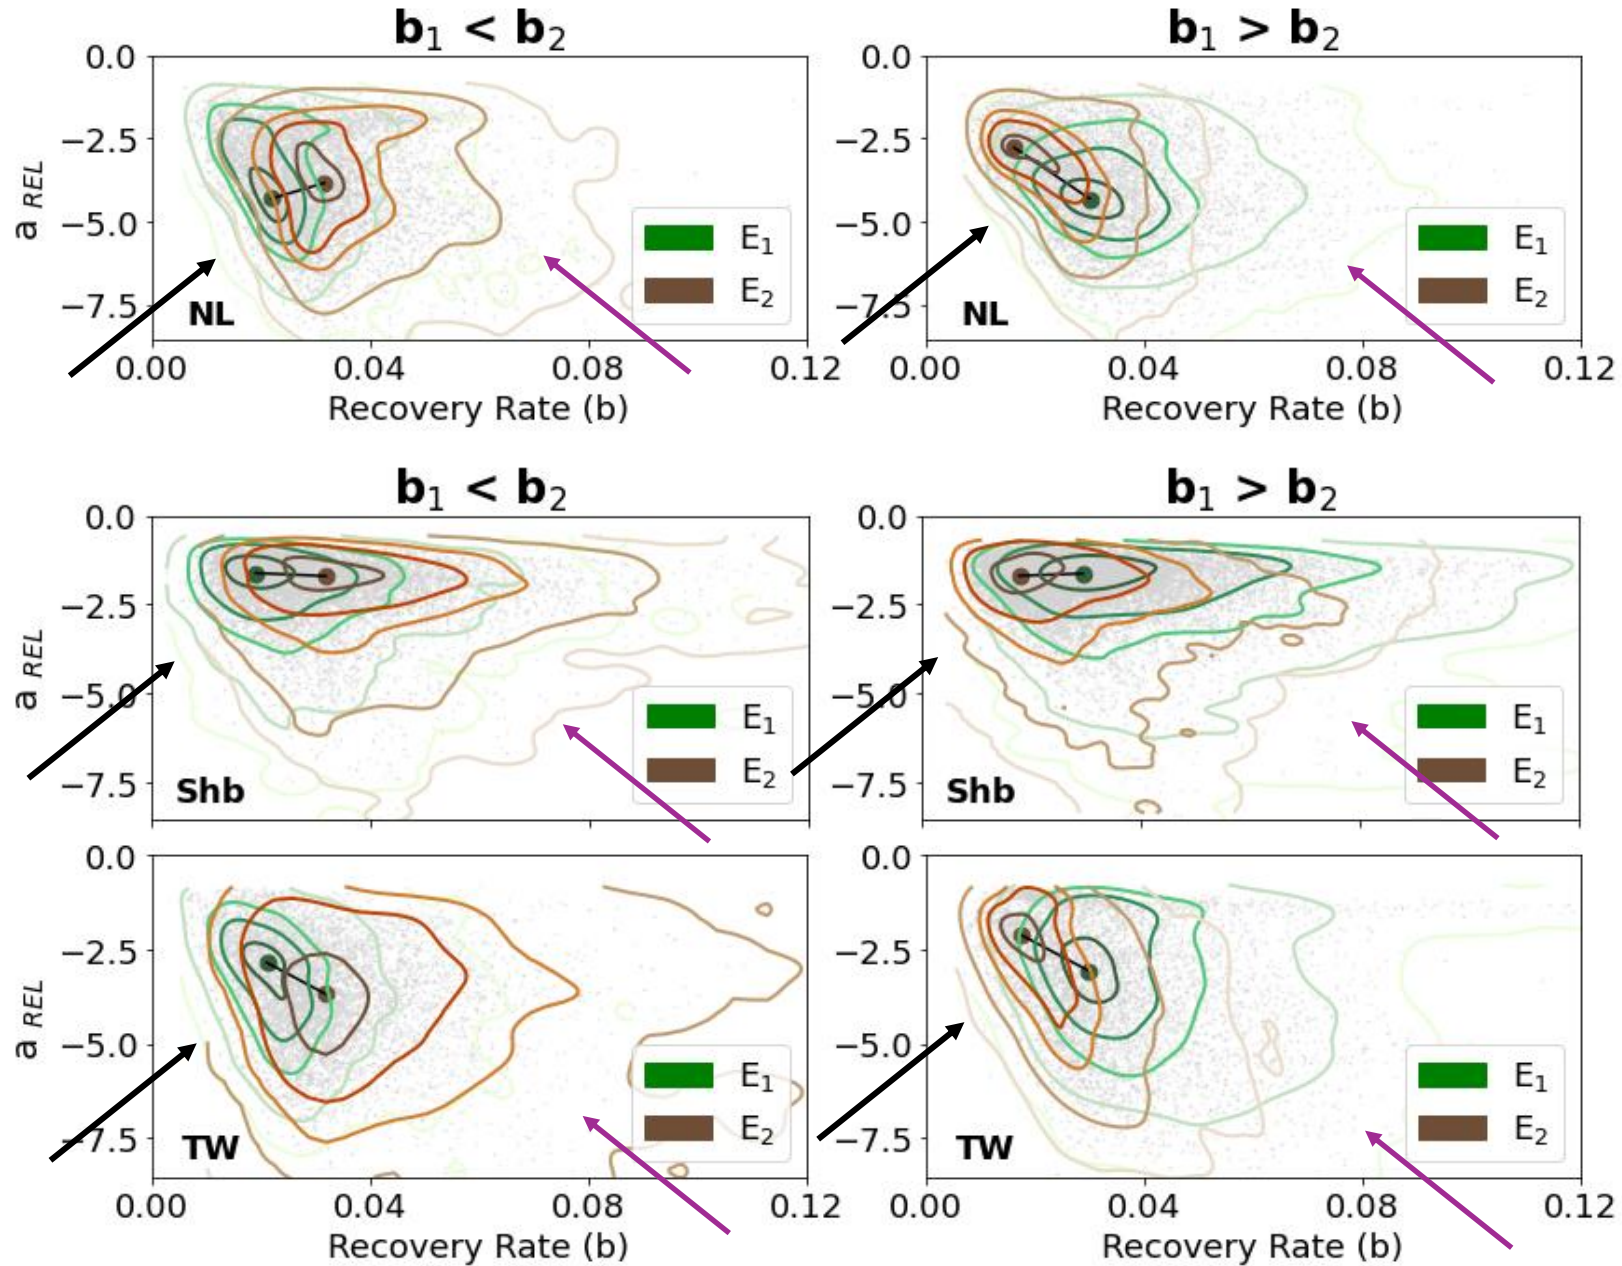 b₁ < b₂
b₁ > b₂
0.0
−2.5
−5.0
−7.5
a REL
NL
E₁
E₂
0.00 0.04 0.08 0.12
Recovery Rate (b)
0.0
−2.5
−5.0
−7.5
NL
E₁
E₂
0.00 0.04 0.08 0.12
Recovery Rate (b)
b₁ < b₂
b₁ > b₂
0.0
−2.5
−5.0
−7.5
a REL
Shb
E₁
E₂
0.0
−2.5
−5.0
−7.5
Shb
E₁
E₂
0.0
−2.5
−5.0
−7.5
a REL
TW
E₁
E₂
0.00 0.04 0.08 0.12
Recovery Rate (b)
0.0
−2.5
−5.0
−7.5
TW
E₁
E₂
0.00 0.04 0.08 0.12
Recovery Rate (b)